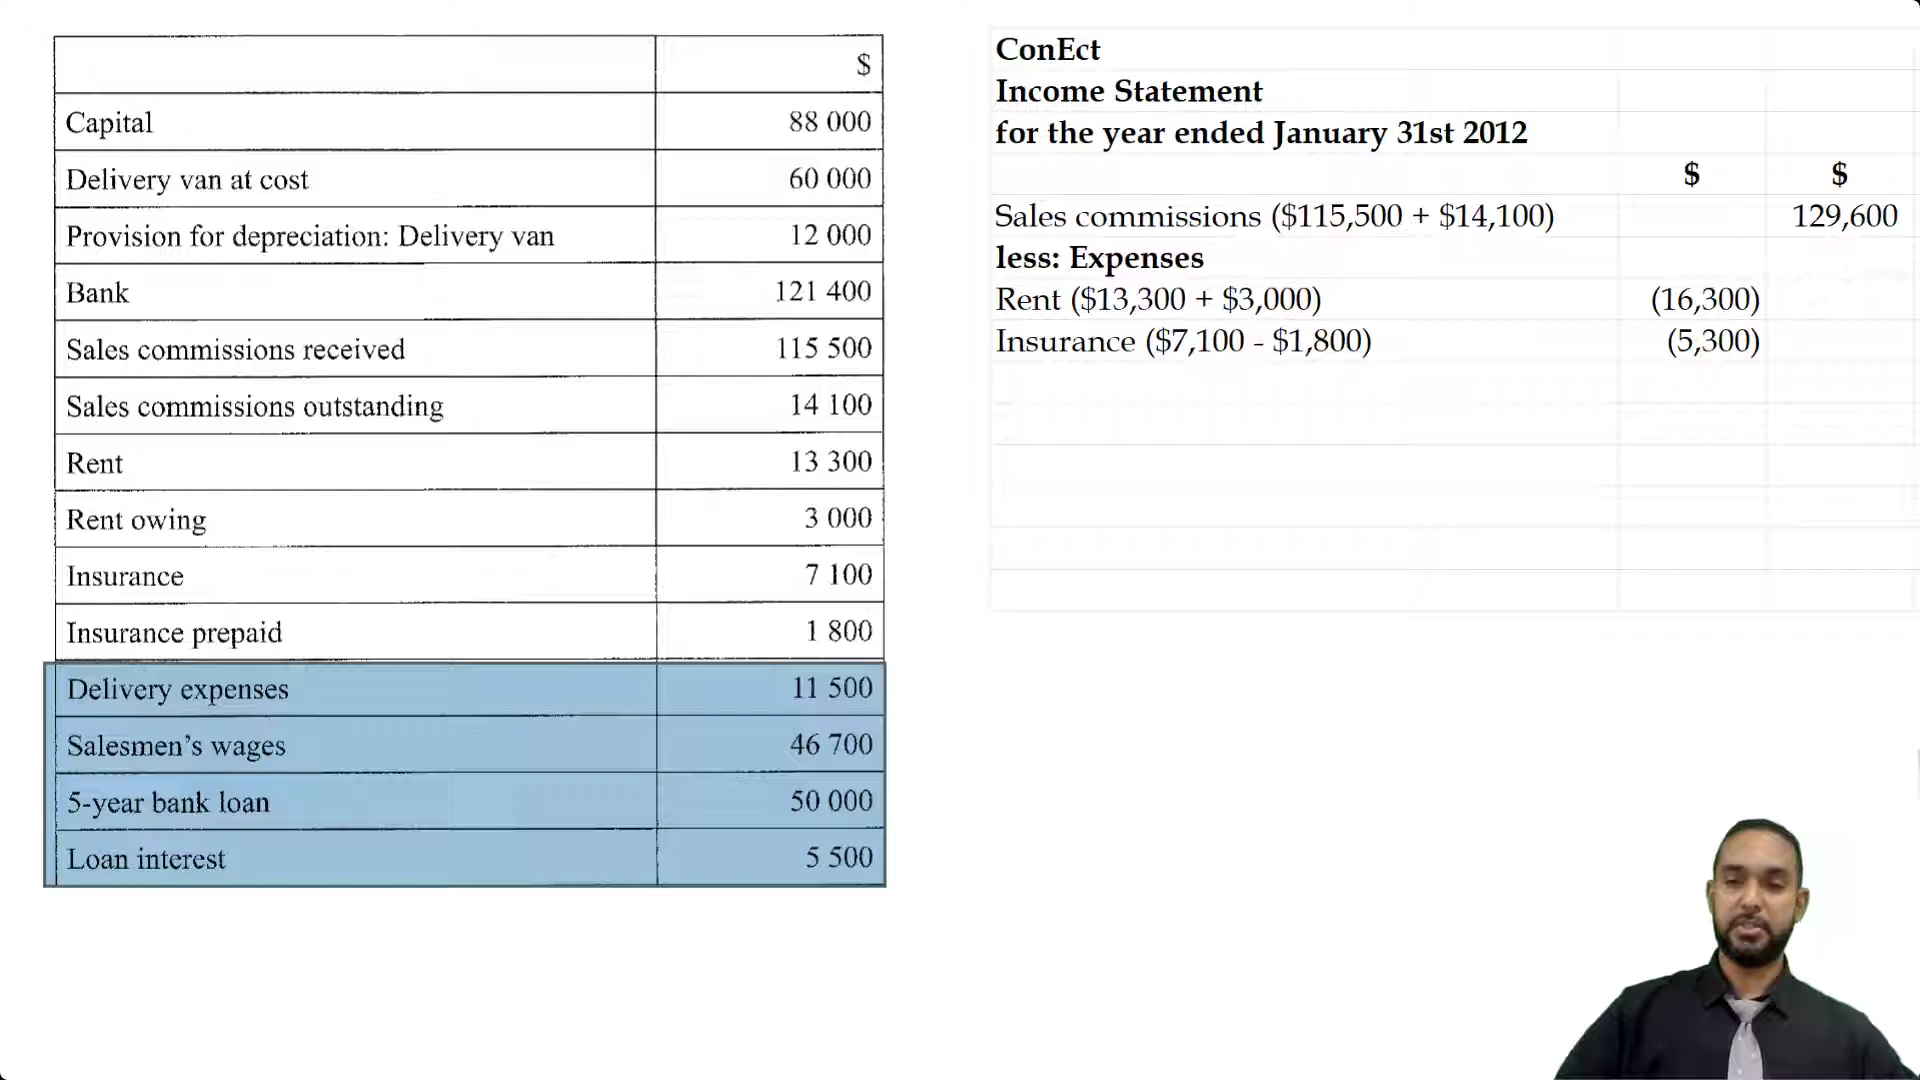 $
Capital 88 000
Delivery van at cost 60 000
Provision for depreciation: Delivery van 12 000
Bank 121 400
Sales commissions received 115 500
Sales commissions outstanding 14 100
Rent 13 300
Rent owing 3 000
Insurance 7 100
Insurance prepaid 1 800
Delivery expenses 11 500
Salesmen’s wages 46 700
5-year bank loan 50 000
Loan interest 5 500
ConEct
Income Statement
for the year ended January 31st 2012
$ $
Sales commissions ($115,500 + $14,100) 129,600
less: Expenses
Rent ($13,300 + $3,000) (16,300)
Insurance ($7,100 - $1,800) (5,300)